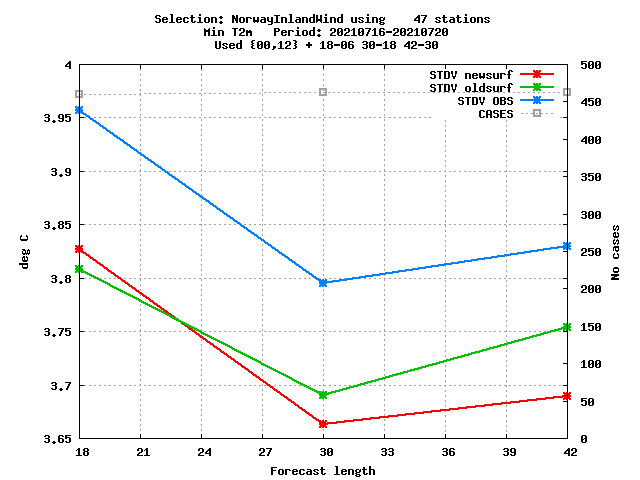 Selection: NorwayInlandWind using    47 stations
Min T2m   Period: 20210716-20210720
Used {00,12} + 18-06 30-18 42-30
STDV newsurf
STDV oldsurf
STDV OBS
CASES
4
3,95
3,9
3,85
3,8
3,75
3,7
3,65
deg C
500
450
400
350
300
250
200
150
100
50
0
No cases
18 21 24 27 30 33 36 39 42
Forecast length